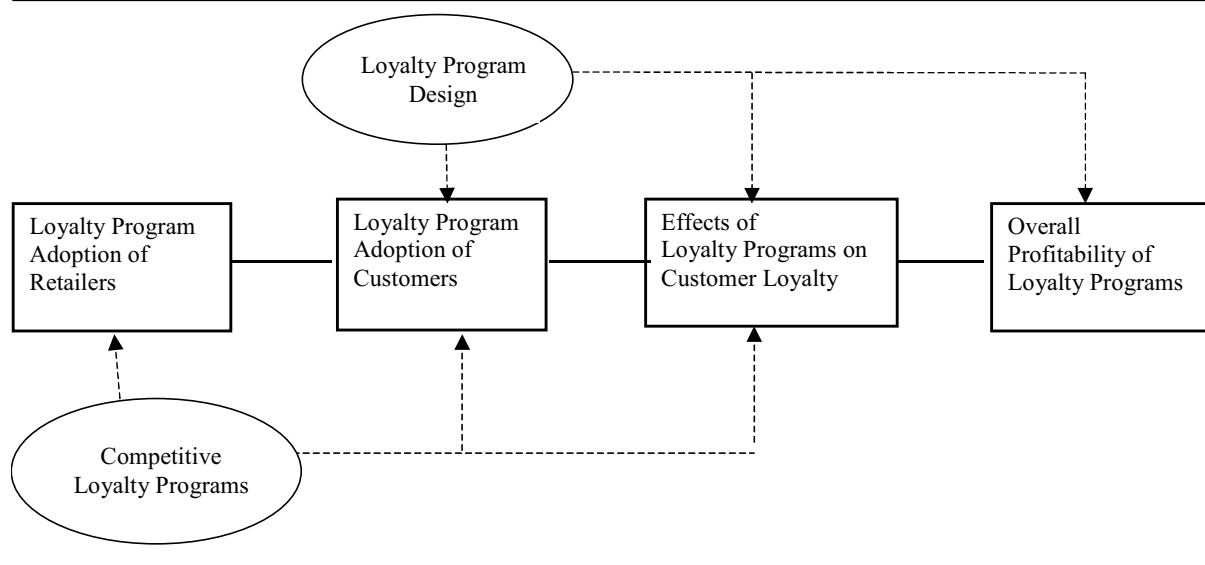 Loyalty Program
Design
Loyalty Program
Adoption of
Retailers
Loyalty Program
Adoption of
Customers
Effects of
Loyalty Programs on
Customer Loyalty
Overall
Profitability of
Loyalty Programs
Competitive
Loyalty Programs